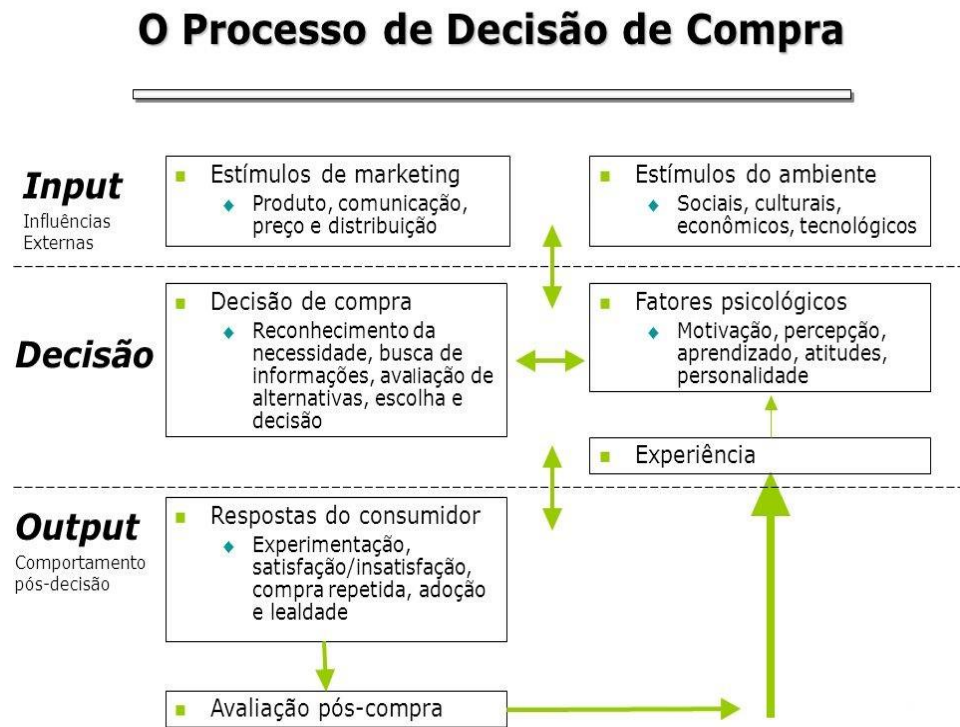 O Processo de Decisão de Compra
Input
Influências
Externas
Estímulos de marketing
Produto, comunicação,
preço e distribuição
Estímulos do ambiente
Sociais, culturais,
econômicos, tecnológicos
Decisão
Decisão de compra
Reconhecimento da
necessidade, busca de
informações, avaliação de
alternativas, escolha e
decisão
Fatores psicológicos
Motivação, percepção,
aprendizado, atitudes,
personalidade
Experiência
Output
Comportamento
pós-decisão
Respostas do consumidor
Experimentação,
satisfação/insatisfação,
compra repetida, adoção
e lealdade
Avaliação pós-compra